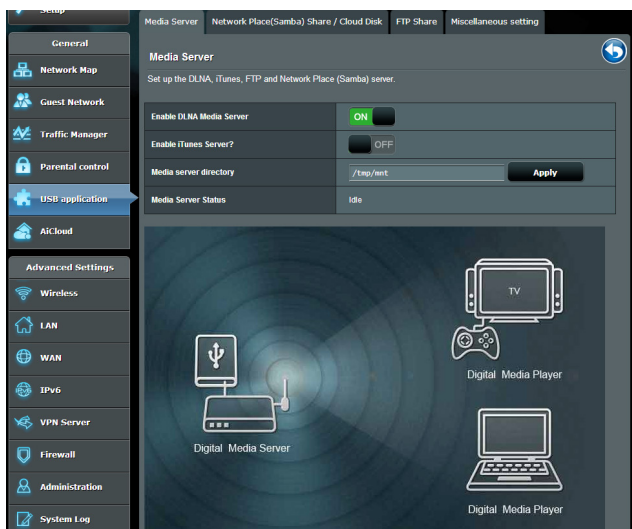 Setup
General
Network Map
Guest Network
Traffic Manager
Parental control
USB application
AiCloud
Advanced Settings
Wireless
LAN
WAN
IPv6
VPN Server
Firewall
Administration
System Log
Media Server
Network Place(Samba) Share / Cloud Disk
FTP Share
Miscellaneous setting
Media Server
Set up the DLNA, iTunes, FTP and Network Place (Samba) server.
Enable DLNA Media Server
ON
Enable iTunes Server?
OFF
Media server directory
/tmp/mnt
Apply
Media Server Status
Idle
TV
Digital Media Player
Digital Media Server
Digital Media Player